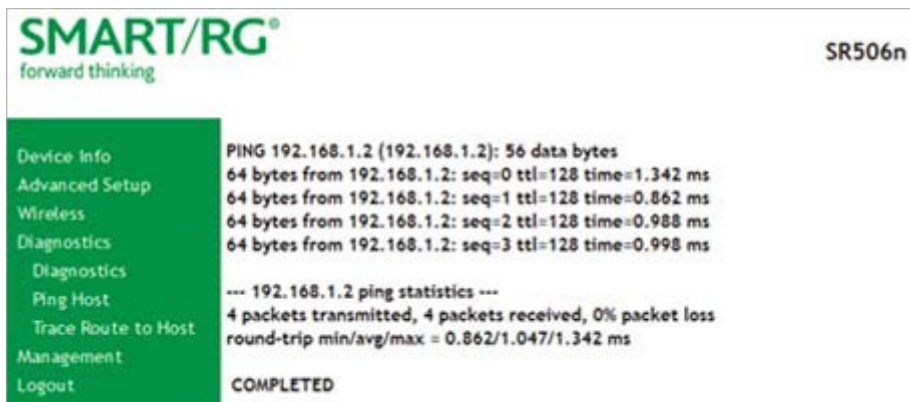 SMART/RG®
forward thinking
SR506n
Device Info
Advanced Setup
Wireless
Diagnostics
Diagnostics
Ping Host
Trace Route to Host
Management
Logout
PING 192.168.1.2 (192.168.1.2): 56 data bytes
64 bytes from 192.168.1.2: seq=0 ttl=128 time=1.342 ms
64 bytes from 192.168.1.2: seq=1 ttl=128 time=0.862 ms
64 bytes from 192.168.1.2: seq=2 ttl=128 time=0.988 ms
64 bytes from 192.168.1.2: seq=3 ttl=128 time=0.998 ms
--- 192.168.1.2 ping statistics ---
4 packets transmitted, 4 packets received, 0% packet loss
round-trip min/avg/max = 0.862/1.047/1.342 ms
COMPLETED